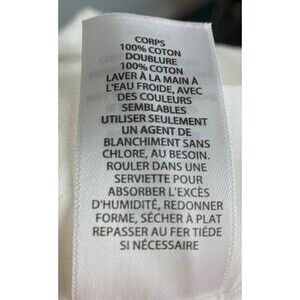 CORPS
100% COTON
DOUBLURE
100% COTON
LAVER À LA MAIN À
L'EAU FROIDE, AVEC
DES COULEURS
SEMBLABLES
UTILISER SEULEMENT
UN AGENT DE
BLANCHIMENT SANS
CHLORE, AU BESOIN.
ROULER DANS UNE
SERVIETTE POUR
ABSORBER L'EXCÈS
D'HUMIDITÉ, REDONNER
FORME, SÉCHER À PLAT
REPASSER AU FER TIÉDE
SI NÉCESSAIRE